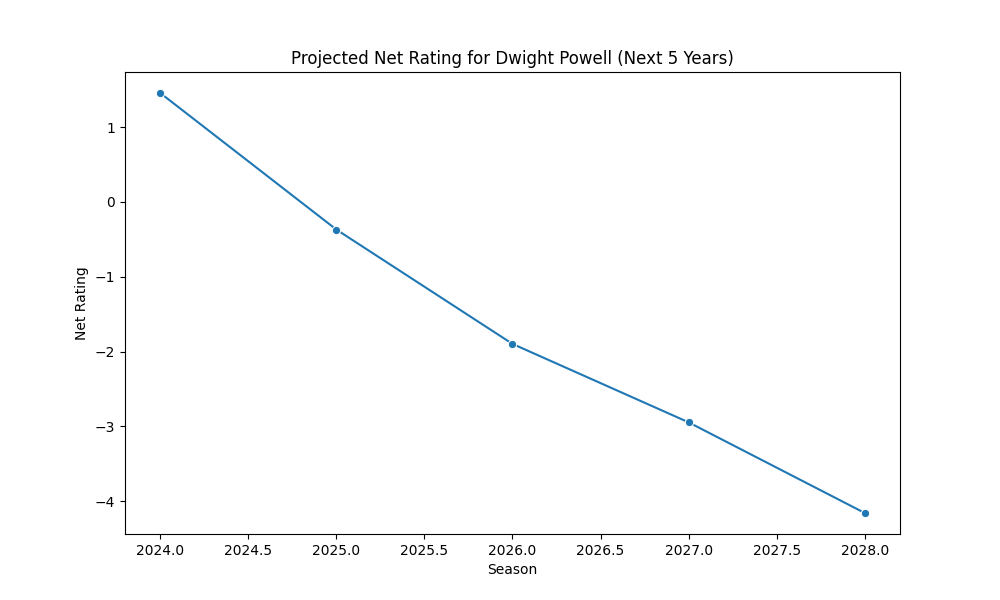 Projected Net Rating for Dwight Powell (Next 5 Years)
Net Rating
1
0
−1
−2
−3
−4
2024.0 2024.5 2025.0 2025.5 2026.0 2026.5 2027.0 2027.5 2028.0
Season